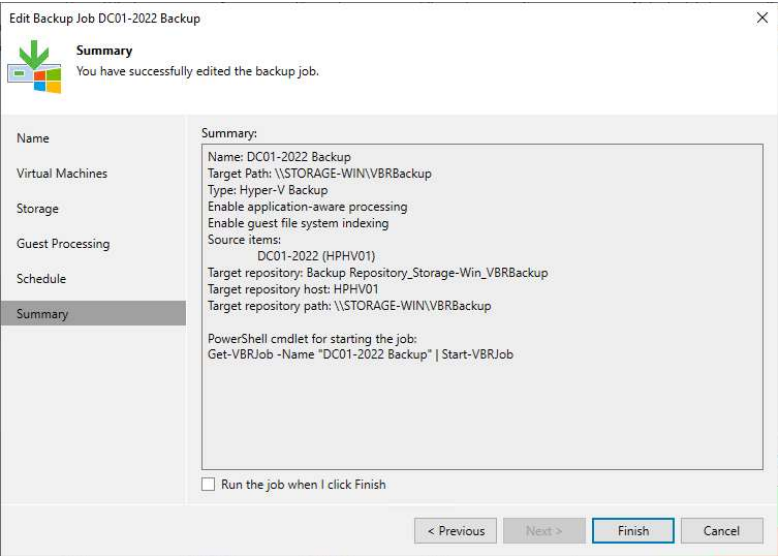 Edit Backup Job DC01-2022 Backup
Summary
You have successfully edited the backup job.
Name
Virtual Machines
Storage
Guest Processing
Schedule
Summary
Summary:
Name: DC01-2022 Backup
Target Path: \\STORAGE-WIN\VBRBackup
Type: Hyper-V Backup
Enable application-aware processing
Enable guest file system indexing
Source items:
DC01-2022 (HPHV01)
Target repository: Backup Repository_Storage-Win_VBRBackup
Target repository host: HPHV01
Target repository path: \\STORAGE-WIN\VBRBackup
PowerShell cmdlet for starting the job:
Get-VBRJob -Name "DC01-2022 Backup" | Start-VBRJob
Run the job when I click Finish
< Previous
Next >
Finish
Cancel